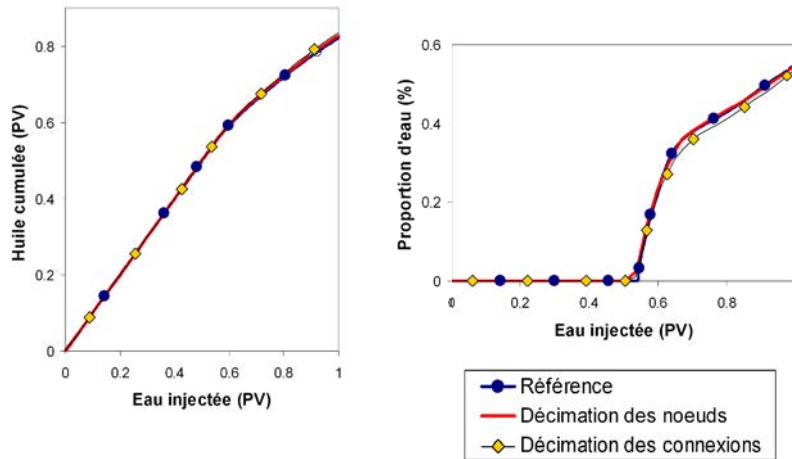 Huile cumulée (PV)
0.8
0.6
0.4
0.2
0
0 0.2 0.4 0.6 0.8 1
Eau injectée (PV)
Proportion d'eau (%)
0.6
0.4
0.2
0
0 0.2 0.4 0.6 0.8
Eau injectée (PV)
Référence
Décimation des noeuds
Décimation des connexions